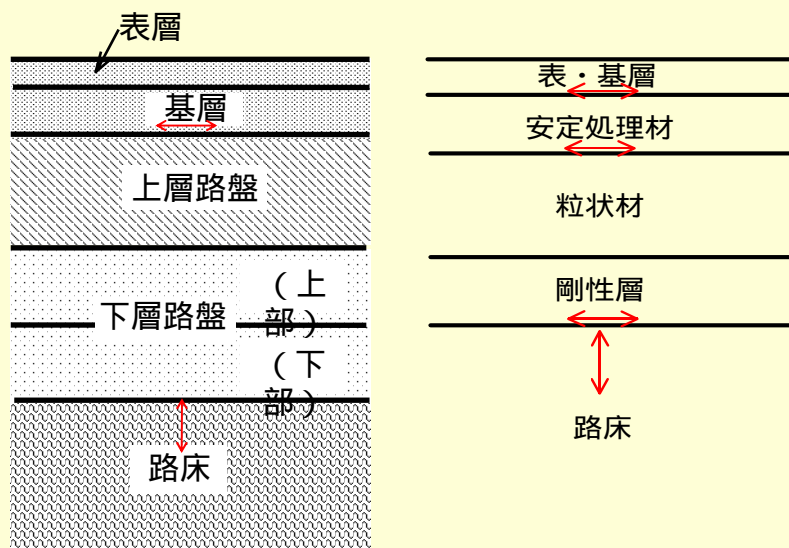 表層
基層
上層路盤
下層路盤
（上
部）
（下
部）
路床
表・基層
安定処理材
粒状材
剛性層
路床